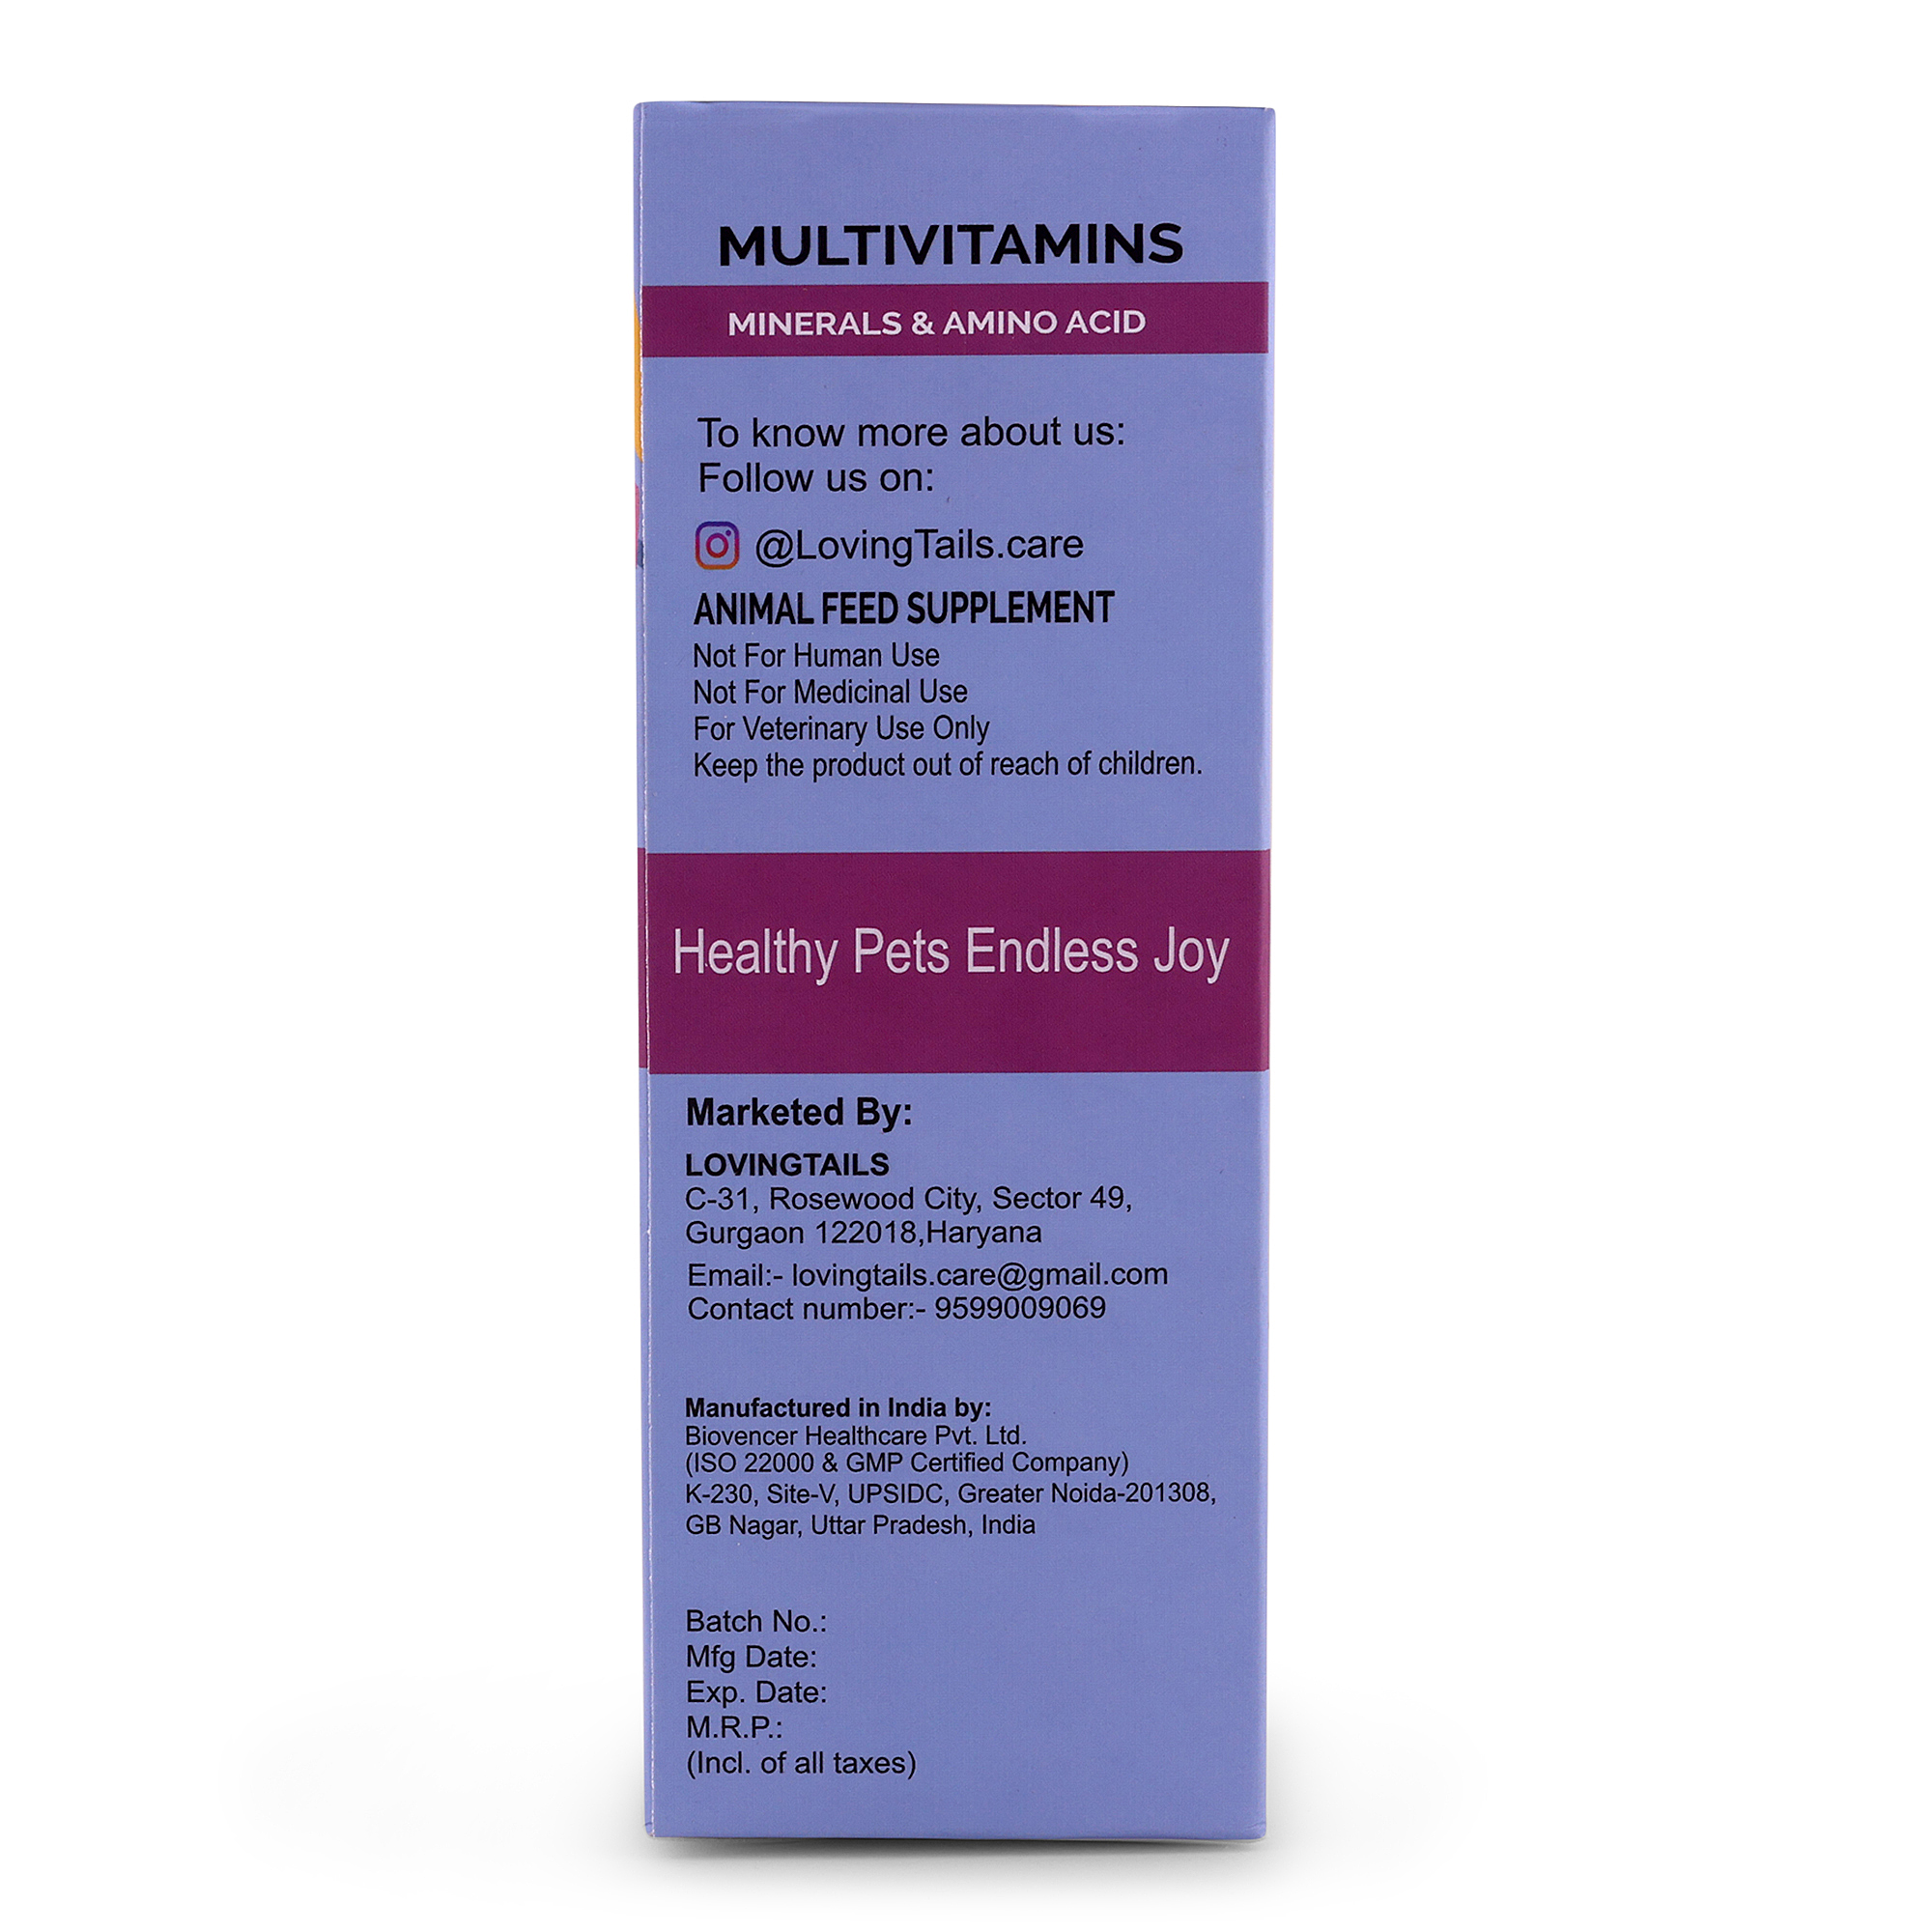 MULTIVITAMINS
MINERALS & AMINO ACID
To know more about us:
Follow us on:
@LovingTails.care
ANIMAL FEED SUPPLEMENT
Not For Human Use
Not For Medicinal Use
For Veterinary Use Only
Keep the product out of reach of children.
Healthy Pets Endless Joy
Marketed By:
LOVINGTAILS
C-31, Rosewood City, Sector 49,
Gurgaon 122018,Haryana
Email:- lovingtails.care@gmail.com
Contact number:- 9599009069
Manufactured in India by:
Biovencer Healthcare Pvt. Ltd.
(ISO 22000 & GMP Certified Company)
K-230, Site-V, UPSIDC, Greater Noida-201308,
GB Nagar, Uttar Pradesh, India
Batch No.:
Mfg Date:
Exp. Date:
M.R.P.:
(Incl. of all taxes)